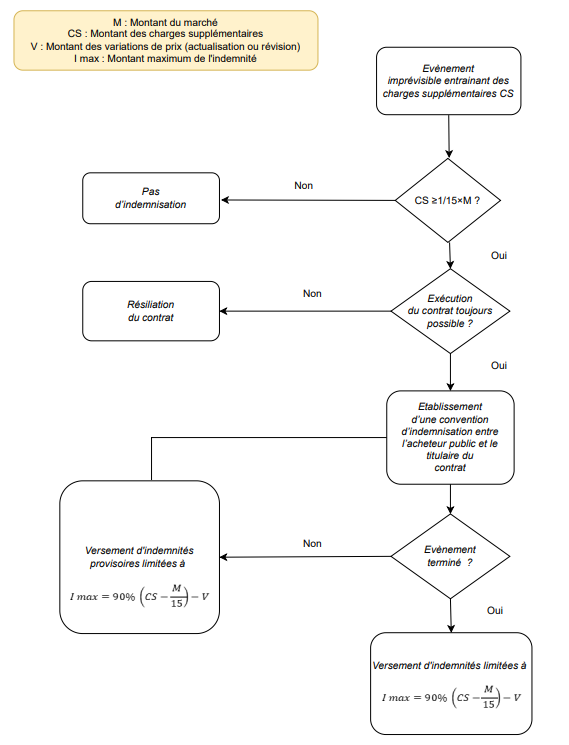 M : Montant du marché
CS : Montant des charges supplémentaires
V : Montant des variations de prix (actualisation ou révision)
I max : Montant maximum de l'indemnité
Evènement
imprévisible entrainant des
charges supplémentaires CS
CS ≥1/15×M ?
Non
Pas
d'indemnisation
Oui
Exécution
du contrat toujours
possible ?
Non
Résiliation
du contrat
Oui
Etablissement
d'une convention
d'indemnisation entre
l'acheteur public et le
titulaire du
contrat
Evènement
terminé ?
Non
Versement d'indemnités
provisoires limitées à
I max = 90% (CS − M/15) − V
Oui
Versement d'indemnités limitées à
I max = 90% (CS − M/15) − V